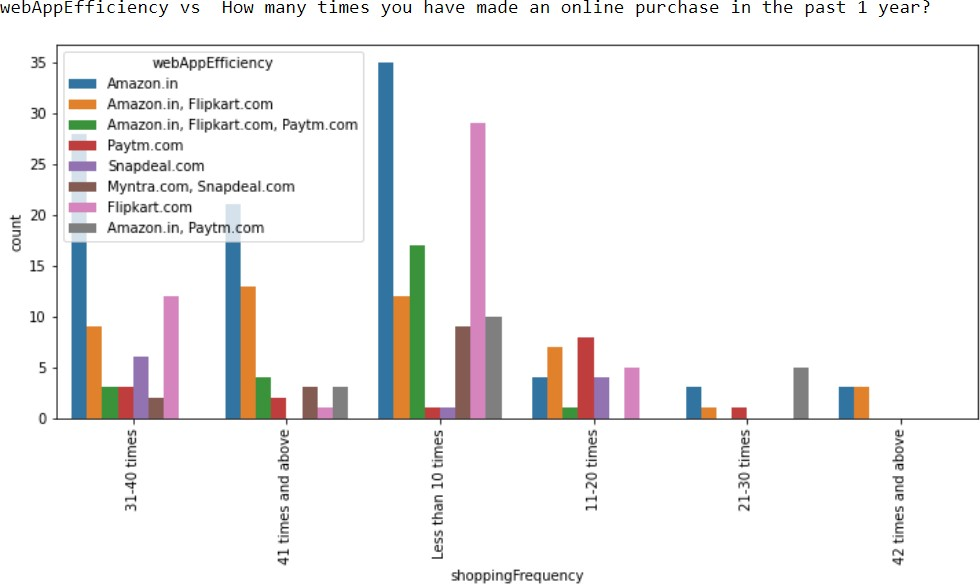 webAppEfficiency vs  How many times you have made an online purchase in the past 1 year?
webAppEfficiency
Amazon.in
Amazon.in, Flipkart.com
Amazon.in, Flipkart.com, Paytm.com
Paytm.com
Snapdeal.com
Myntra.com, Snapdeal.com
Flipkart.com
Amazon.in, Paytm.com
count
35
30
25
20
15
10
5
0
31-40 times
41 times and above
Less than 10 times
11-20 times
21-30 times
42 times and above
shoppingFrequency